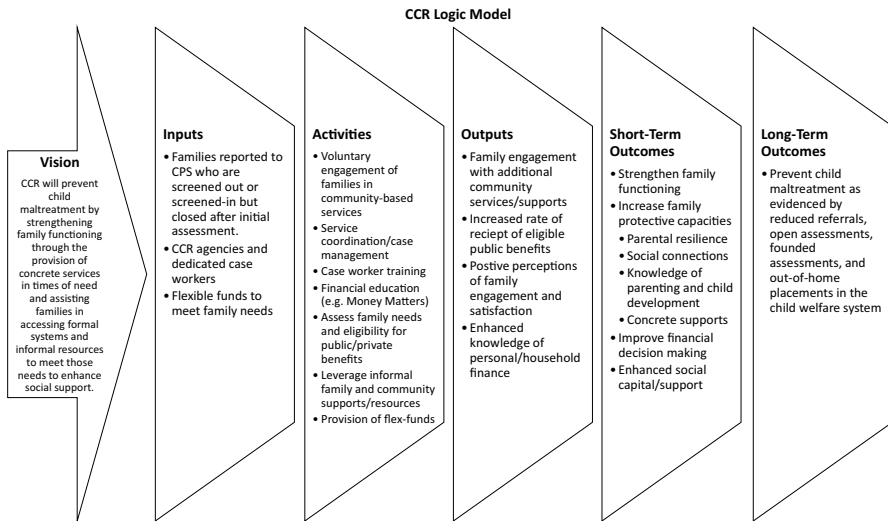 CCR Logic Model
Vision
CCR will prevent
child
maltreatment by
strengthening
family functioning
through the
provision of
concrete services
in times of need
and assisting
families in
accessing formal
systems and
informal resources
to meet those
needs to enhance
social support.
Inputs
• Families reported to
CPS who are
screened out or
screened-in but
closed after initial
assessment.
• CCR agencies and
dedicated case
workers
• Flexible funds to
meet family needs
Activities
• Voluntary
engagement of
families in
community-based
services
• Service
coordination/case
management
• Case worker training
• Financial education
(e.g. Money Matters)
• Assess family needs
and eligibility for
public/private
benefits
• Leverage informal
family and community
supports/resources
• Provision of flex-funds
Outputs
• Family engagement
with additional
community
services/supports
• Increased rate of
reciept of eligible
public benefits
• Postive perceptions
of family
engagement and
satisfaction
• Enhanced
knowledge of
personal/household
finance
Short-Term
Outcomes
• Strengthen family
functioning
• Increase family
protective capacities
• Parental resilience
• Social connections
• Knowledge of
parenting and child
development
• Concrete supports
• Improve financial
decision making
• Enhanced social
capital/support
Long-Term
Outcomes
• Prevent child
maltreatment as
evidenced by
reduced referrals,
open assessments,
founded
assessments, and
out-of-home
placements in the
child welfare system